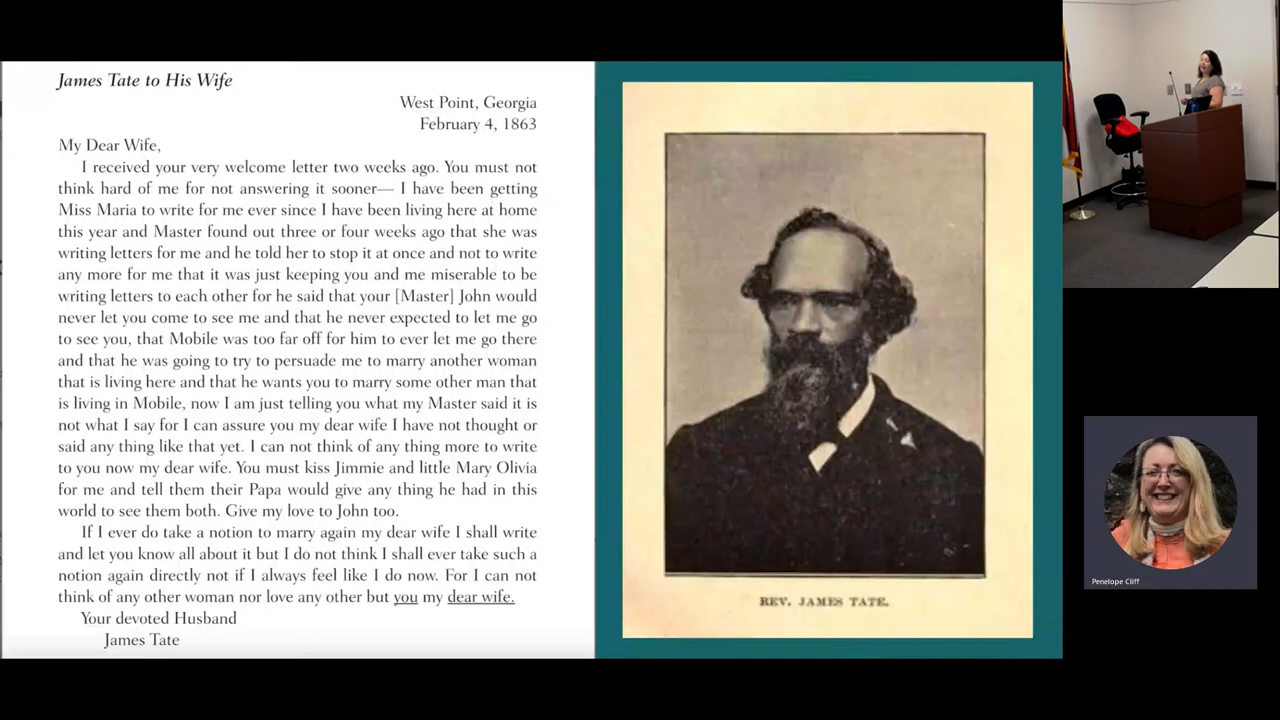 James Tate to His Wife
West Point, Georgia
February 4, 1863
My Dear Wife,
I received your very welcome letter two weeks ago. You must not
think hard of me for not answering it sooner— I have been getting
Miss Maria to write for me ever since I have been living here at home
this year and Master found out three or four weeks ago that she was
writing letters for me and he told her to stop it at once and not to write
any more for me that it was just keeping you and me miserable to be
writing letters to each other for he said that your [Master] John would
never let you come to see me and that he never expected to let me go
to see you, that Mobile was too far off for him to ever let me go there
and that he was going to try to persuade me to marry another woman
that is living here and that he wants you to marry some other man that
is living in Mobile, now I am just telling you what my Master said it is
not what I say for I can assure you my dear wife I have not thought or
said any thing like that yet. I can not think of any thing more to write
to you now my dear wife. You must kiss Jimmie and little Mary Olivia
for me and tell them their Papa would give any thing he had in this
world to see them both. Give my love to John too.
If I ever do take a notion to marry again my dear wife I shall write
and let you know all about it but I do not think I shall ever take such a
notion again directly not if I always feel like I do now. For I can not
think of any other woman nor love any other but you my dear wife.
Your devoted Husband
James Tate
REV. JAMES TATE.
Penelope Cliff